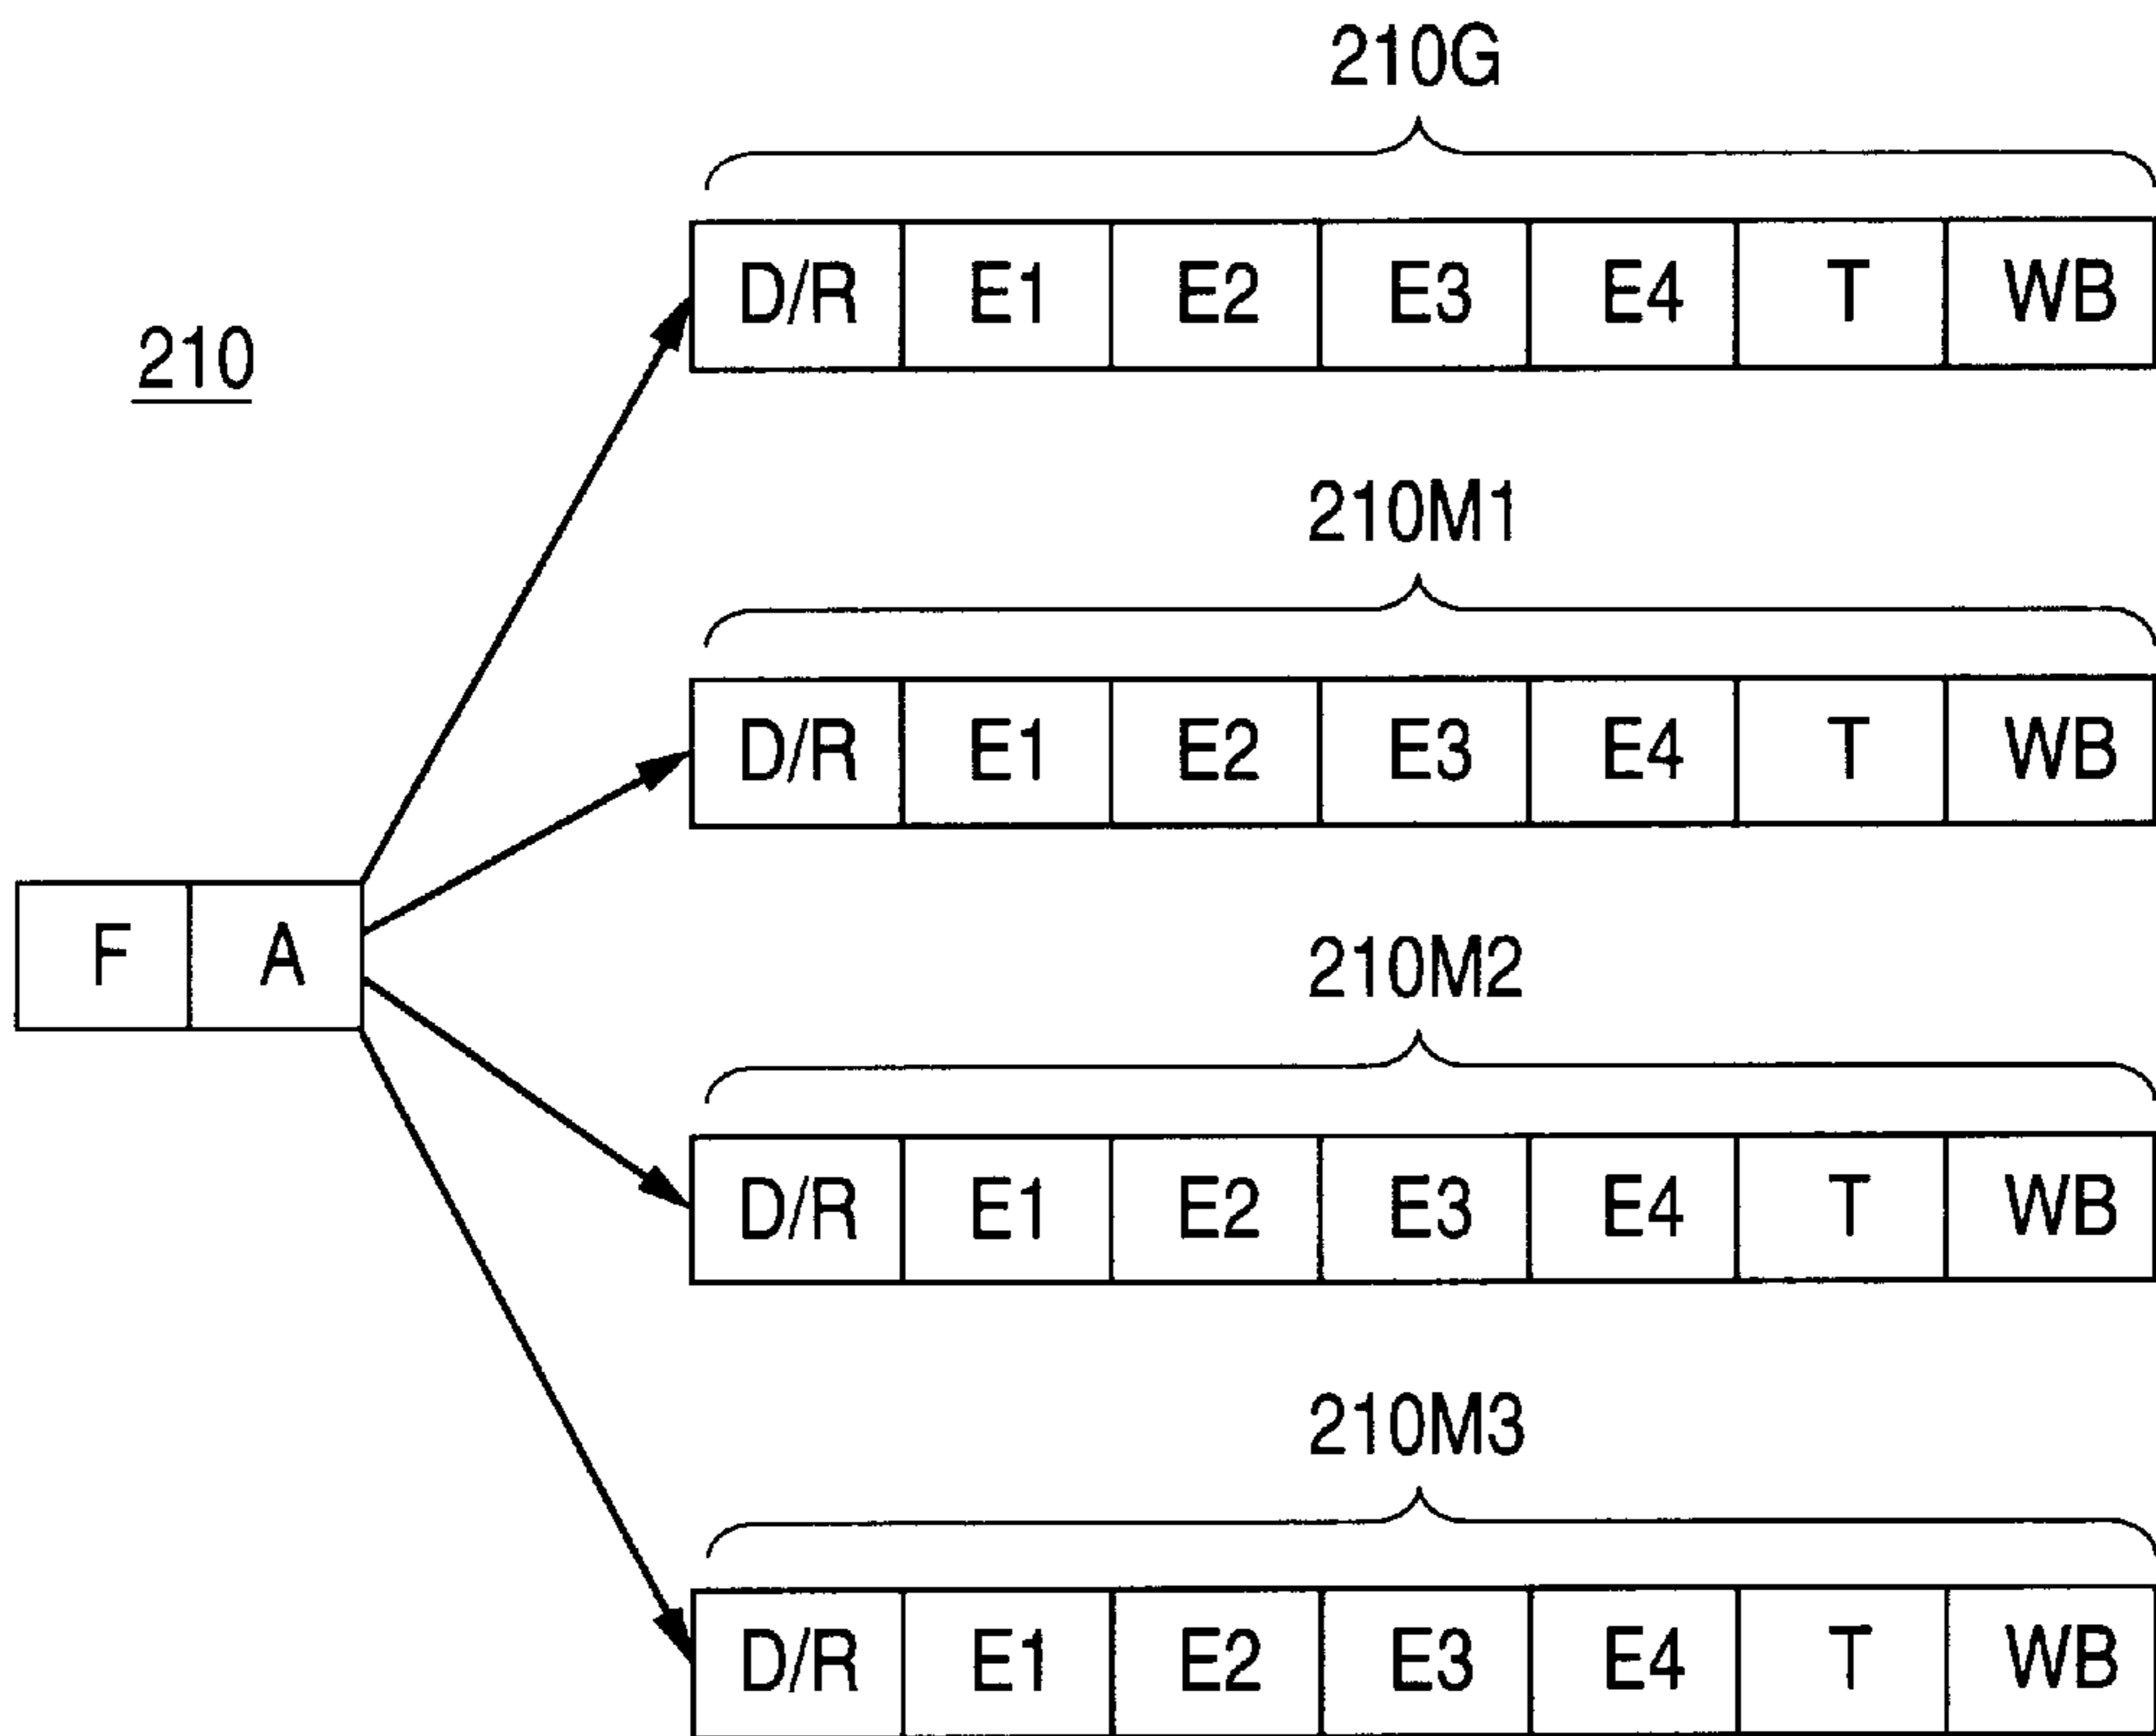 210G
D/R E1 E2 E3 E4 T WB
210
210M1
D/R E1 E2 E3 E4 T WB
F A
210M2
D/R E1 E2 E3 E4 T WB
210M3
D/R E1 E2 E3 E4 T WB